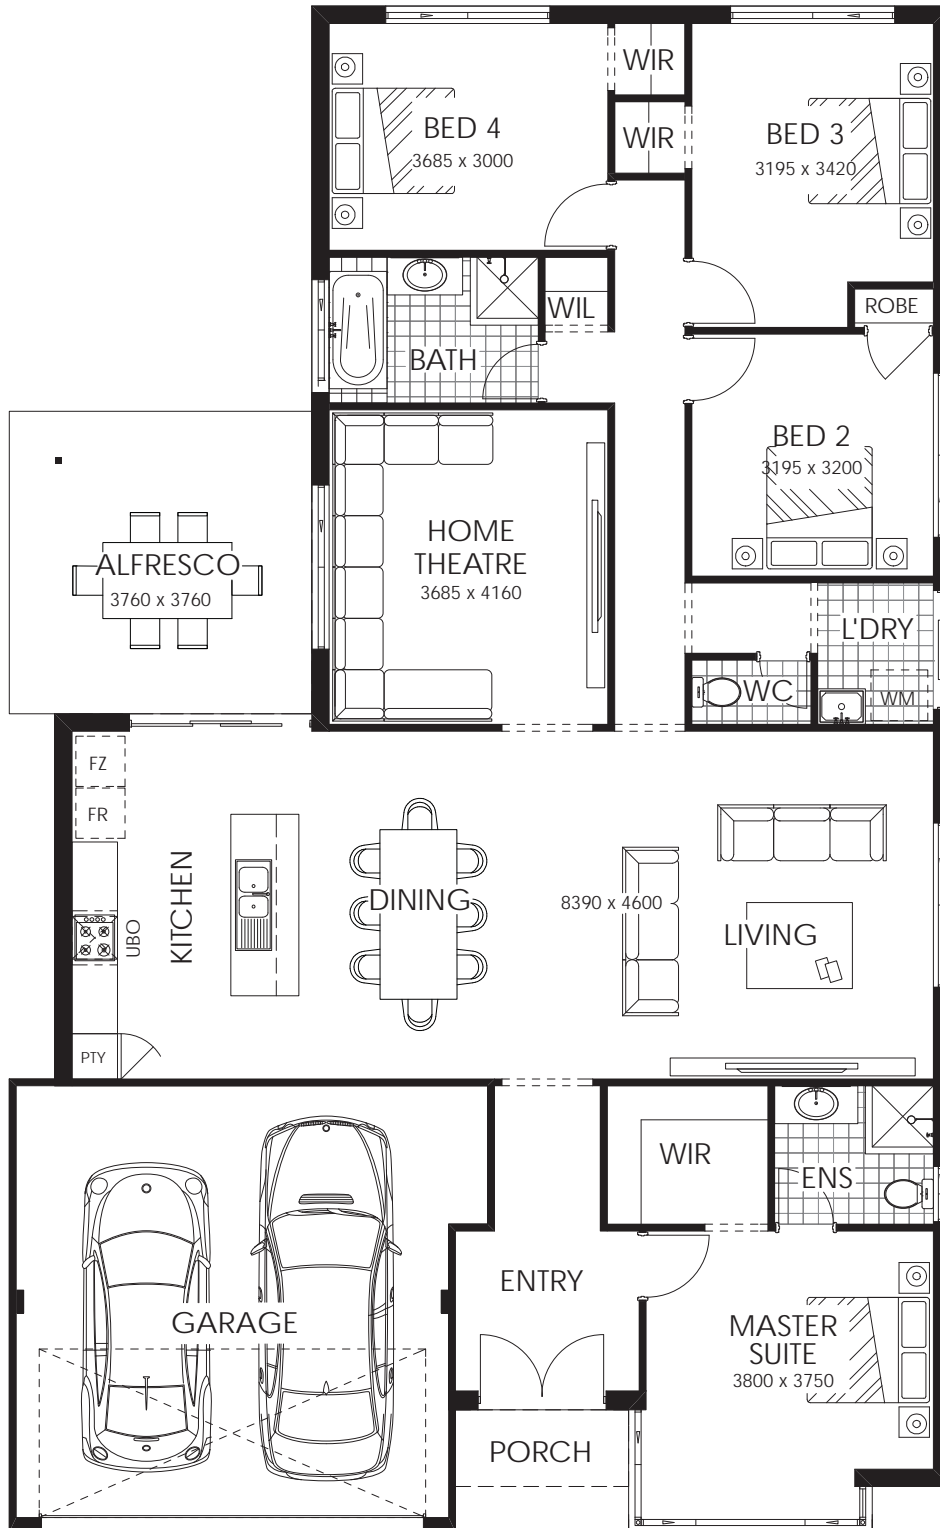 WIR
BED 4
3685 x 3000
WIR
BED 3
3195 x 3420
WIL
ROBE
BATH
BED 2
3195 x 3200
HOME
THEATRE
3685 x 4160
ALFRESCO
3760 x 3760
L'DRY
WC
WM
FZ
FR
KITCHEN
UBO
DINING
8390 x 4600
LIVING
PTY
WIR
ENS
ENTRY
GARAGE
MASTER
SUITE
3800 x 3750
PORCH